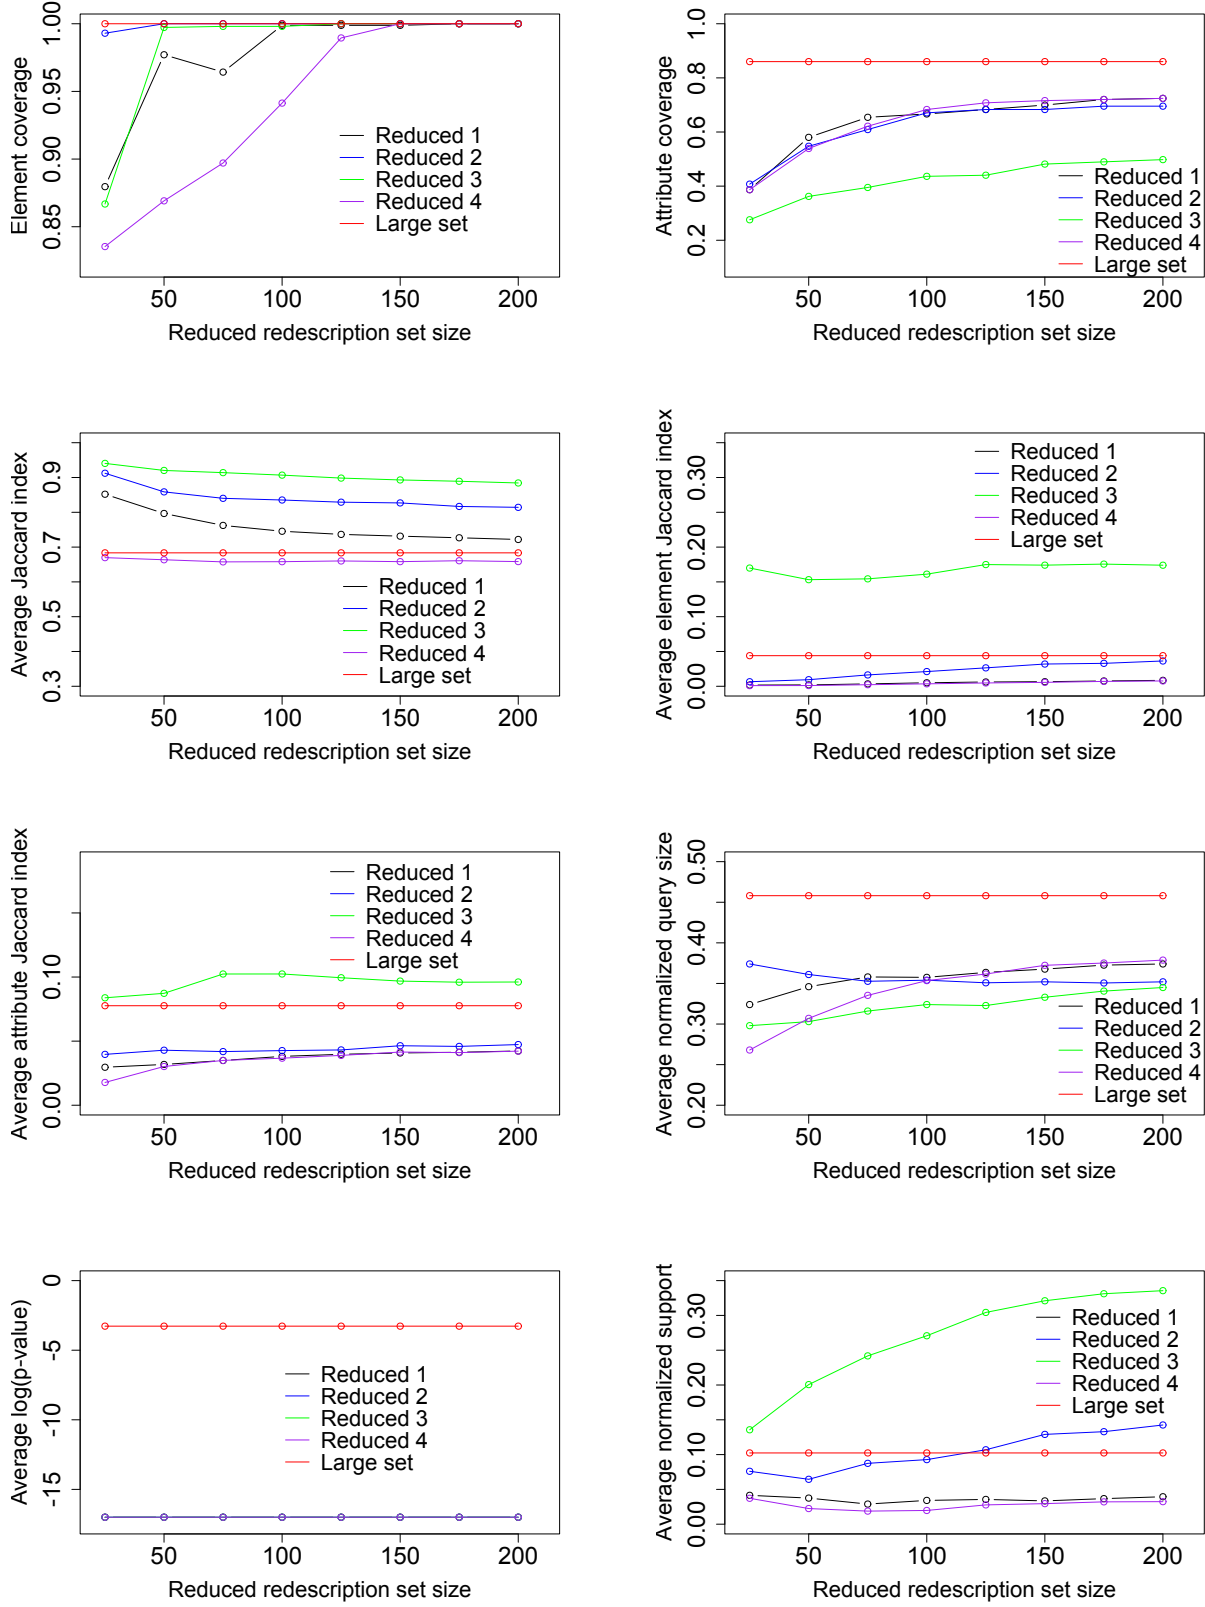 Element coverage
0.85 0.90 0.95 1.00
Reduced 1
Reduced 2
Reduced 3
Reduced 4
Large set
50 100 150 200
Reduced redescription set size
Attribute coverage
0.2 0.4 0.6 0.8 1.0
Reduced 1
Reduced 2
Reduced 3
Reduced 4
Large set
50 100 150 200
Reduced redescription set size
Average Jaccard index
0.3 0.5 0.7 0.9
Reduced 1
Reduced 2
Reduced 3
Reduced 4
Large set
50 100 150 200
Reduced redescription set size
Average element Jaccard index
0.00 0.10 0.20 0.30
Reduced 1
Reduced 2
Reduced 3
Reduced 4
Large set
50 100 150 200
Reduced redescription set size
Average attribute Jaccard index
0.00 0.10
Reduced 1
Reduced 2
Reduced 3
Reduced 4
Large set
50 100 150 200
Reduced redescription set size
Average normalized query size
0.20 0.30 0.40 0.50
Reduced 1
Reduced 2
Reduced 3
Reduced 4
Large set
50 100 150 200
Reduced redescription set size
Average log(p-value)
-15 -10 -5 0
Reduced 1
Reduced 2
Reduced 3
Reduced 4
Large set
50 100 150 200
Reduced redescription set size
Average normalized support
0.00 0.10 0.20 0.30
Reduced 1
Reduced 2
Reduced 3
Reduced 4
Large set
50 100 150 200
Reduced redescription set size